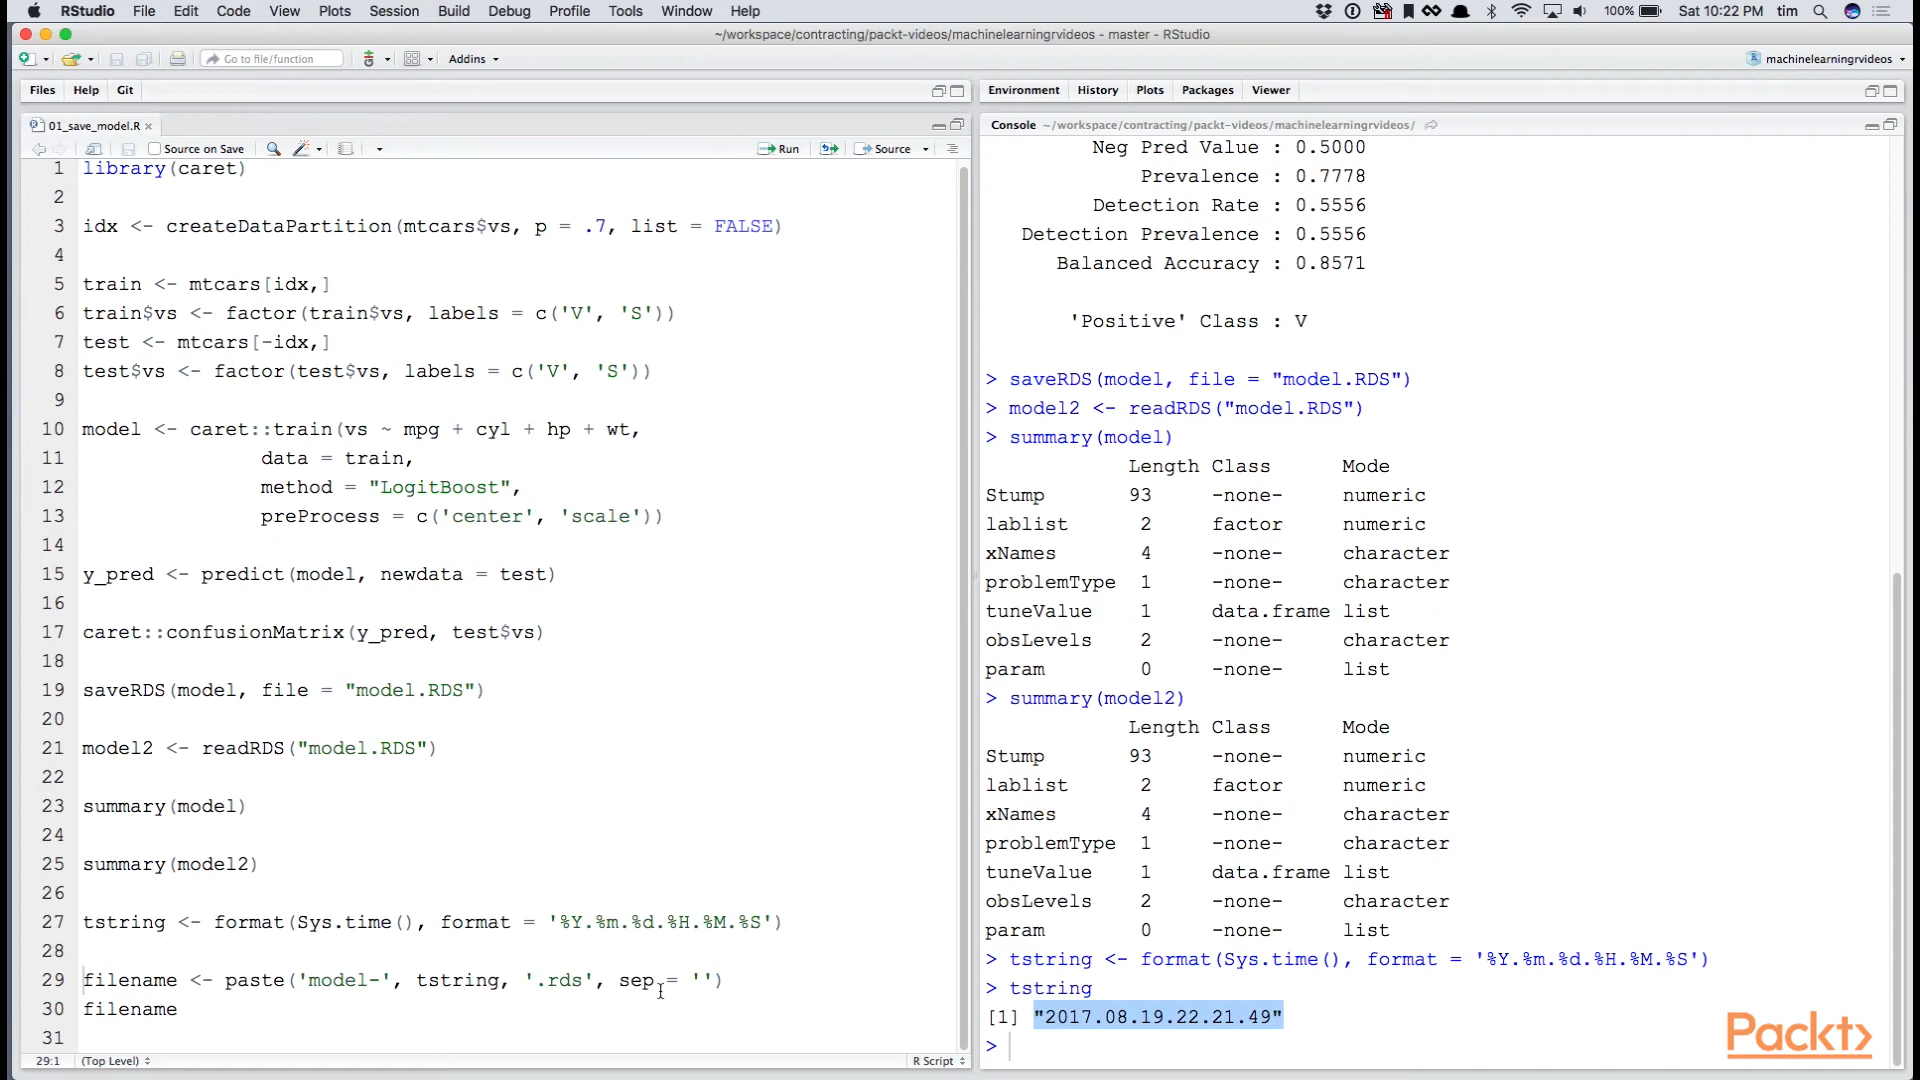 RStudio File Edit Code View Plots Session Build Debug Profile Tools Window Help 100% Sat 10:22 PM tim
~/workspace/contracting/packt-videos/machinelearningrvideos - master - RStudio
Go to file/function Addins machinelearningrvideos
Files Help Git
01_save_model.R
Source on Save Run Source
1 library(caret)
2
3 idx <- createDataPartition(mtcars$vs, p = .7, list = FALSE)
4
5 train <- mtcars[idx,]
6 train$vs <- factor(train$vs, labels = c('V', 'S'))
7 test <- mtcars[-idx,]
8 test$vs <- factor(test$vs, labels = c('V', 'S'))
9
10 model <- caret::train(vs ~ mpg + cyl + hp + wt,
11 data = train,
12 method = "LogitBoost",
13 preProcess = c('center', 'scale'))
14
15 y_pred <- predict(model, newdata = test)
16
17 caret::confusionMatrix(y_pred, test$vs)
18
19 saveRDS(model, file = "model.RDS")
20
21 model2 <- readRDS("model.RDS")
22
23 summary(model)
24
25 summary(model2)
26
27 tstring <- format(Sys.time(), format = '%Y.%m.%d.%H.%M.%S')
28
29 filename <- paste('model-', tstring, '.rds', sep = '')
30 filename
31
29:1 (Top Level) R Script
Environment History Plots Packages Viewer
Console ~/workspace/contracting/packt-videos/machinelearningrvideos/
Neg Pred Value : 0.5000
Prevalence : 0.7778
Detection Rate : 0.5556
Detection Prevalence : 0.5556
Balanced Accuracy : 0.8571
'Positive' Class : V
> saveRDS(model, file = "model.RDS")
> model2 <- readRDS("model.RDS")
> summary(model)
Length Class Mode
Stump 93 -none- numeric
lablist 2 factor numeric
xNames 4 -none- character
problemType 1 -none- character
tuneValue 1 data.frame list
obsLevels 2 -none- character
param 0 -none- list
> summary(model2)
Length Class Mode
Stump 93 -none- numeric
lablist 2 factor numeric
xNames 4 -none- character
problemType 1 -none- character
tuneValue 1 data.frame list
obsLevels 2 -none- character
param 0 -none- list
> tstring <- format(Sys.time(), format = '%Y.%m.%d.%H.%M.%S')
> tstring
[1] "2017.08.19.22.21.49"
>
Packt>